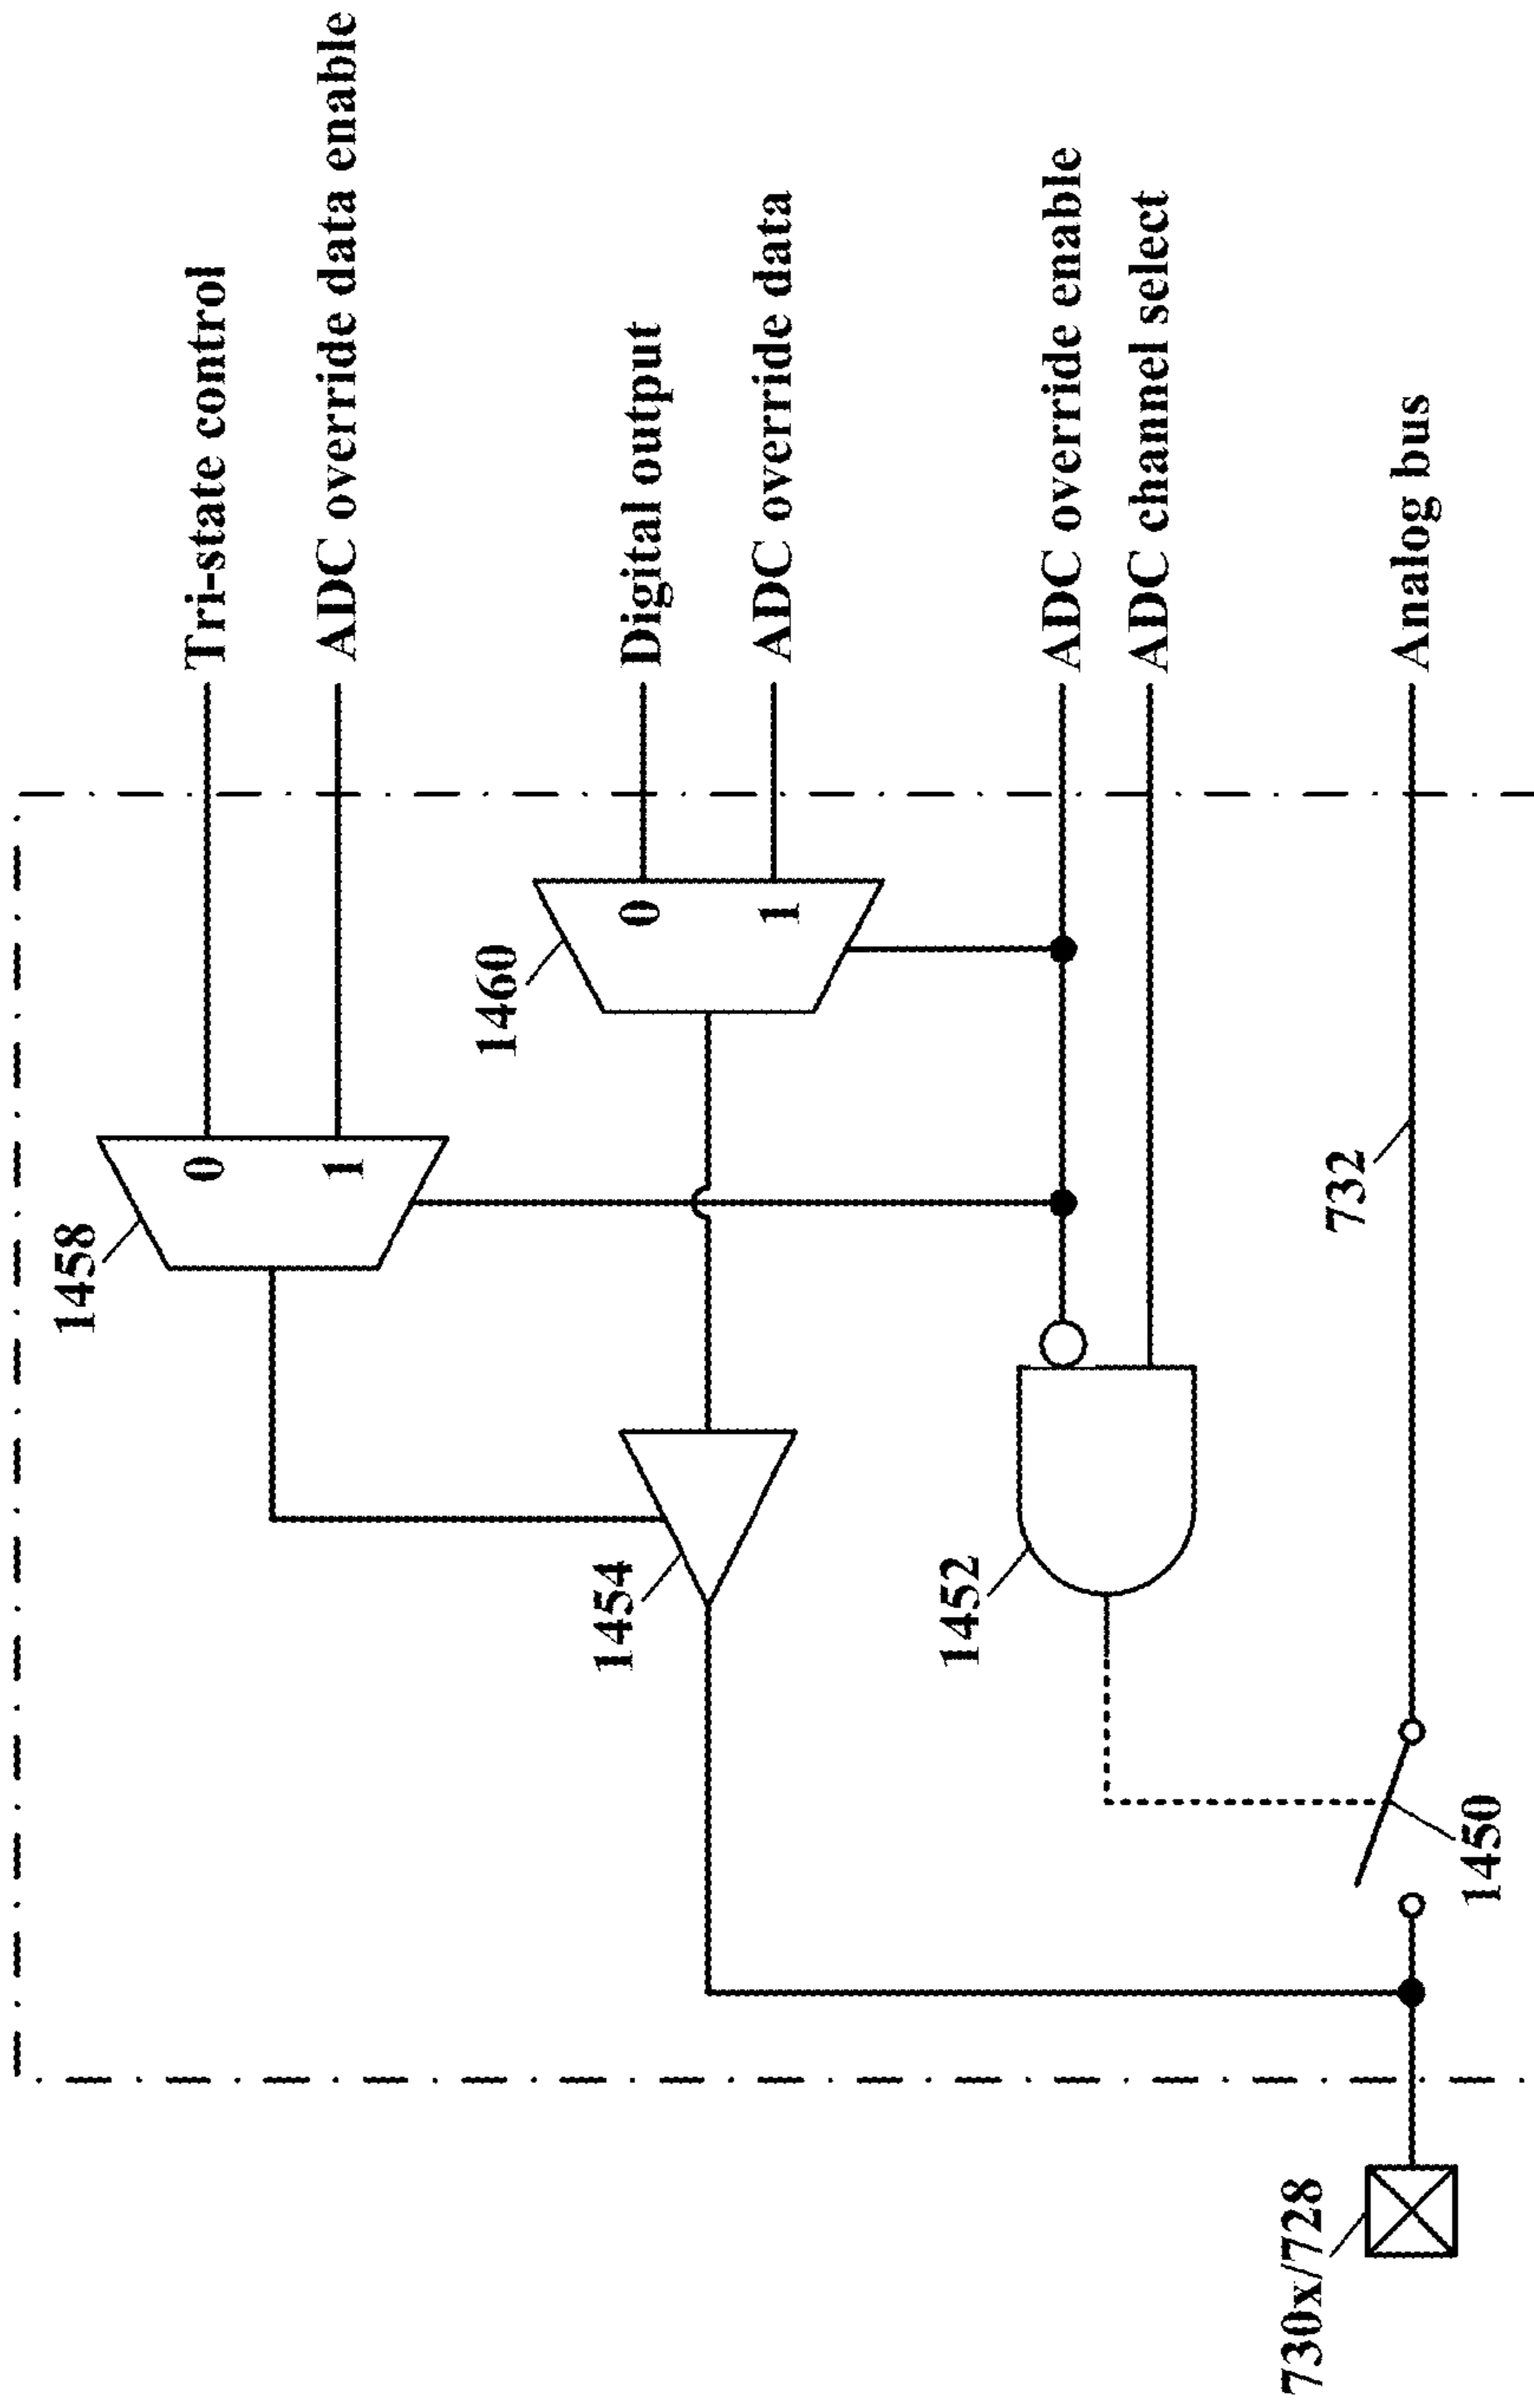 Tri-state control
ADC override data enable
1458
0
1
Digital output
ADC override data
1460
0
1
1454
ADC override enable
ADC channel select
1452
Analog bus
732
1450
730x/728